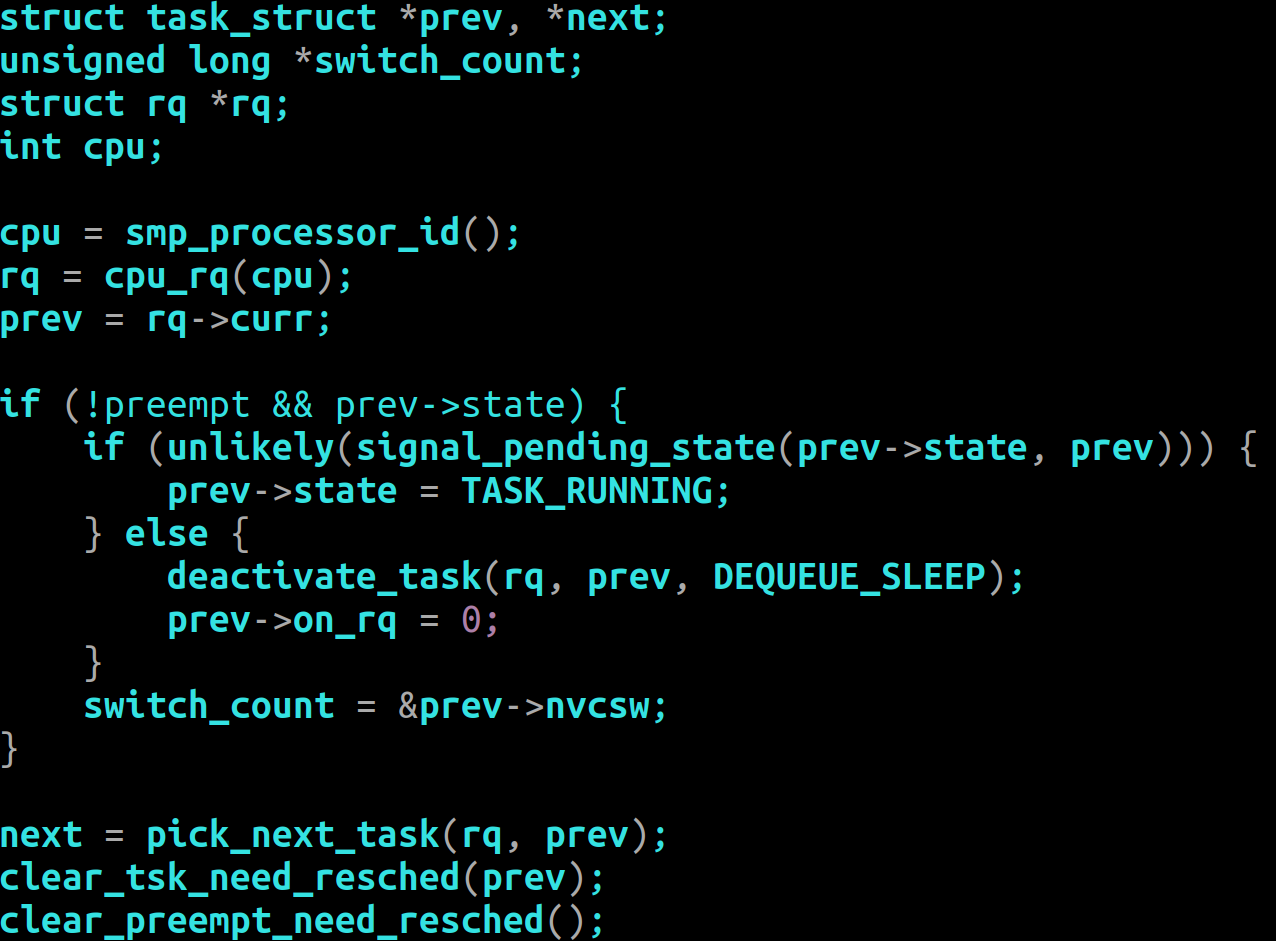 struct task_struct *prev, *next;
unsigned long *switch_count;
struct rq *rq;
int cpu;

cpu = smp_processor_id();
rq = cpu_rq(cpu);
prev = rq->curr;

if (!preempt && prev->state) {
    if (unlikely(signal_pending_state(prev->state, prev))) {
        prev->state = TASK_RUNNING;
    } else {
        deactivate_task(rq, prev, DEQUEUE_SLEEP);
        prev->on_rq = 0;
    }
    switch_count = &prev->nvcsw;
}

next = pick_next_task(rq, prev);
clear_tsk_need_resched(prev);
clear_preempt_need_resched();